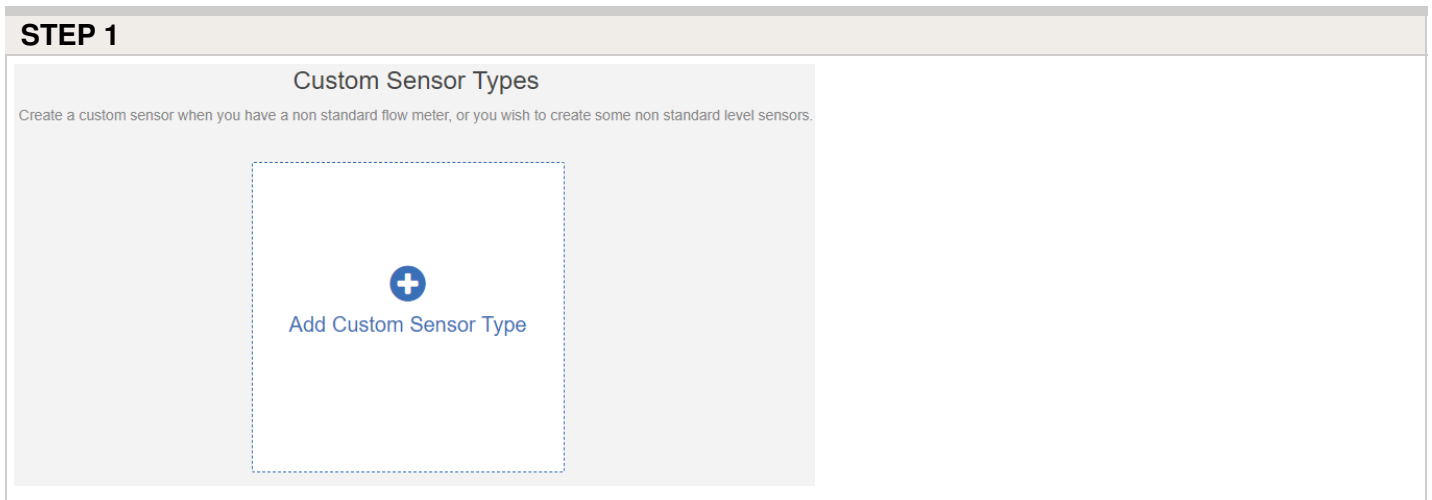 STEP 1
Custom Sensor Types
Create a custom sensor when you have a non standard flow meter, or you wish to create some non standard level sensors.
Add Custom Sensor Type